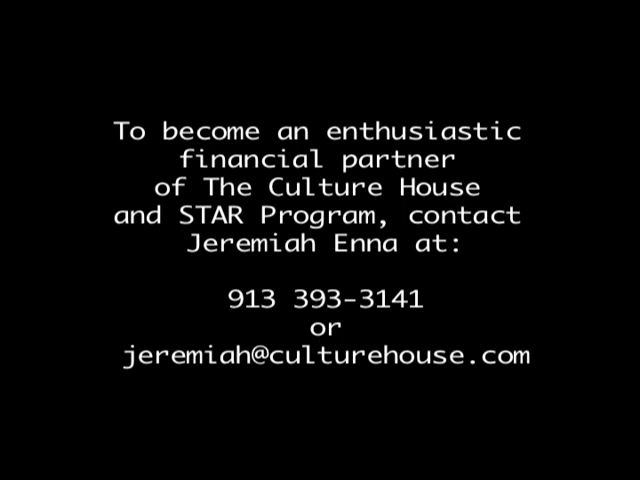 To become an enthusiastic
financial partner
of The Culture House
and STAR Program, contact
Jeremiah Enna at:
913 393-3141
or
jeremiah@culturehouse.com